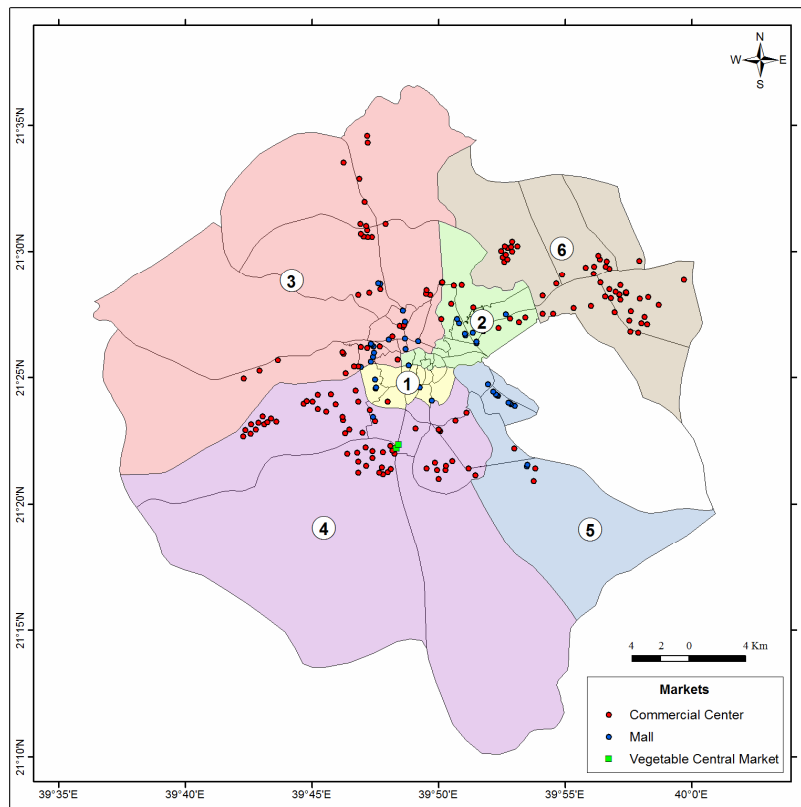 N
W E
S
21°35'N
21°30'N
21°25'N
21°20'N
21°15'N
21°10'N
6
3
2
1
4
5
4 2 0 4 Km
Markets
Commercial Center
Mall
Vegetable Central Market
39°35'E 39°40'E 39°45'E 39°50'E 39°55'E 40°0'E